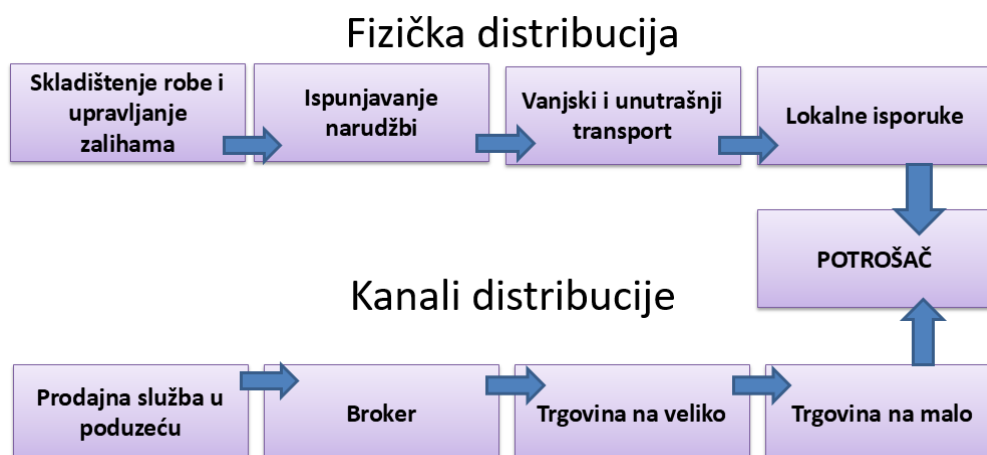 Fizička distribucija
Skladištenje robe i
upravljanje
zalihama
Ispunjavanje
narudžbi
Vanjski i unutrašnji
transport
Lokalne isporuke
POTROŠAČ
Kanali distribucije
Prodajna služba u
poduzeću
Broker
Trgovina na veliko
Trgovina na malo